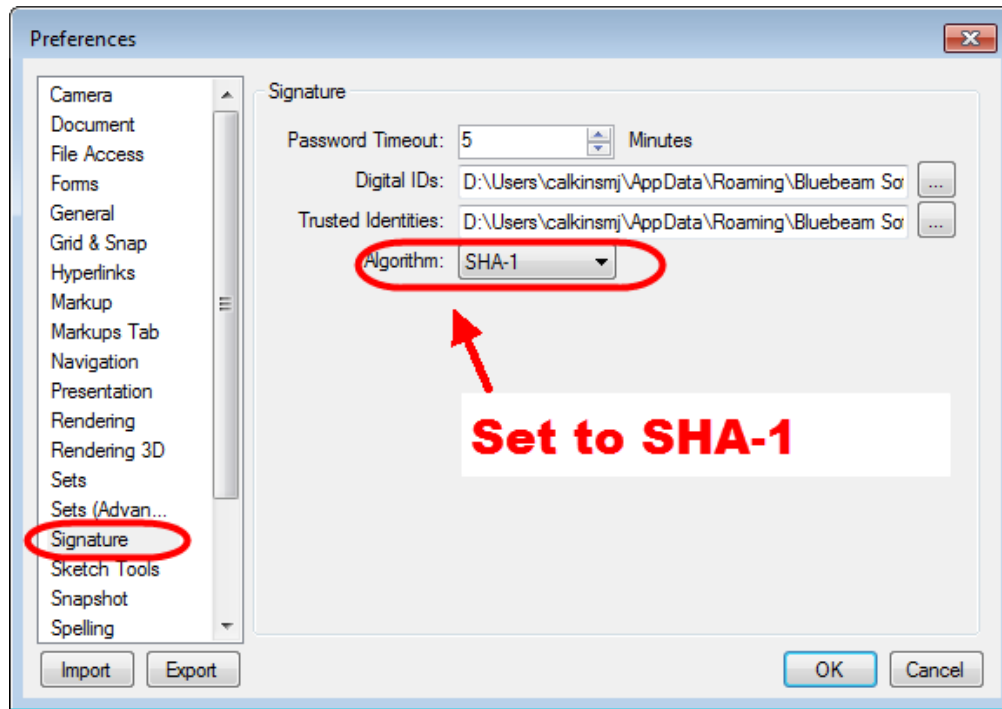 Preferences
Camera
Document
File Access
Forms
General
Grid & Snap
Hyperlinks
Markup
Markups Tab
Navigation
Presentation
Rendering
Rendering 3D
Sets
Sets (Advan...
Signature
Sketch Tools
Snapshot
Spelling
Import Export
Signature
Password Timeout: 5 Minutes
Digital IDs: D:\Users\calkinsmj\AppData\Roaming\Bluebeam Sof ...
Trusted Identities: D:\Users\calkinsmj\AppData\Roaming\Bluebeam Sof ...
Algorithm: SHA-1
Set to SHA-1
OK Cancel